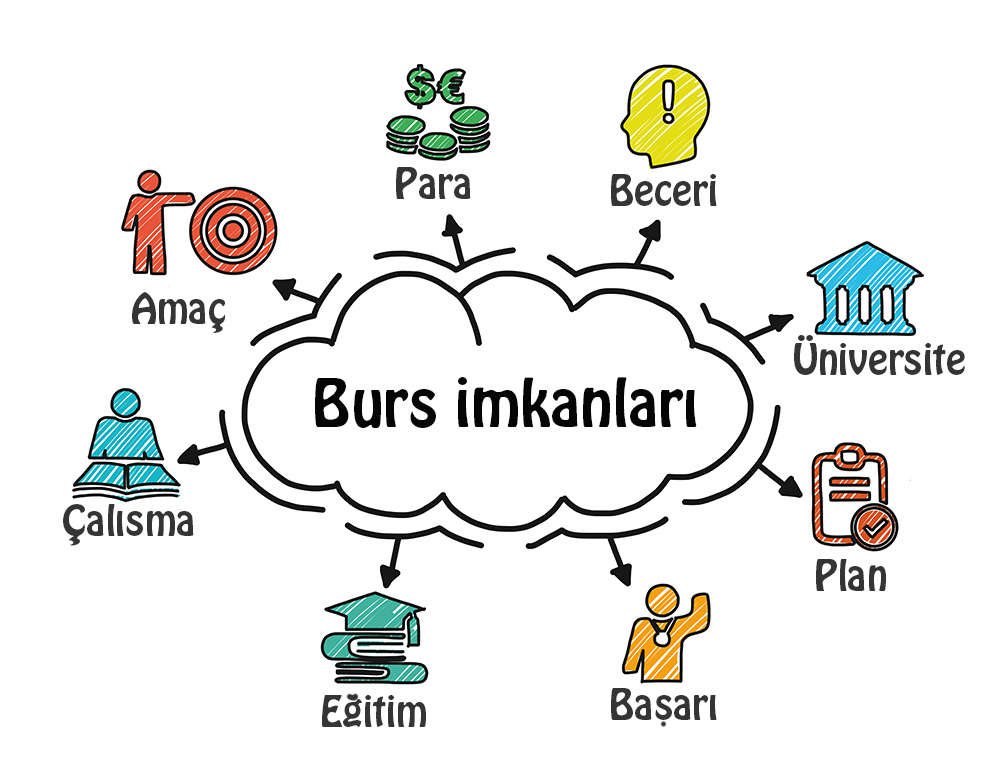 Para
Beceri
Amaç
Üniversite
Burs imkanları
Çalısma
Plan
Eğitim
Başarı